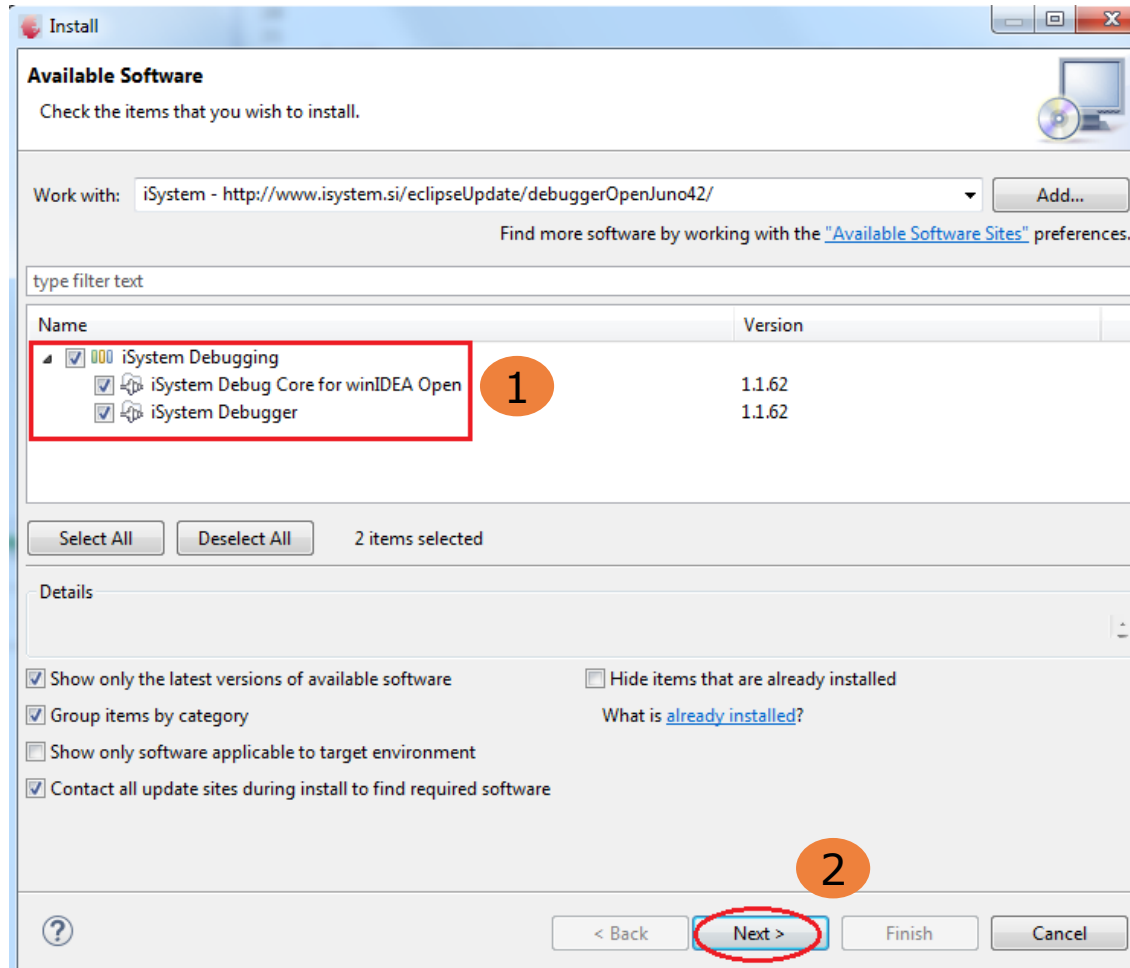 Install
Available Software
Check the items that you wish to install.
Work with: iSystem - http://www.isystem.si/eclipseUpdate/debuggerOpenJuno42/ Add...
Find more software by working with the "Available Software Sites" preferences.
type filter text
Name Version
iSystem Debugging
iSystem Debug Core for winIDEA Open 1 1.1.62
iSystem Debugger 1.1.62
Select All Deselect All 2 items selected
Details
Show only the latest versions of available software Hide items that are already installed
Group items by category What is already installed?
Show only software applicable to target environment
Contact all update sites during install to find required software
2
? < Back Next > Finish Cancel